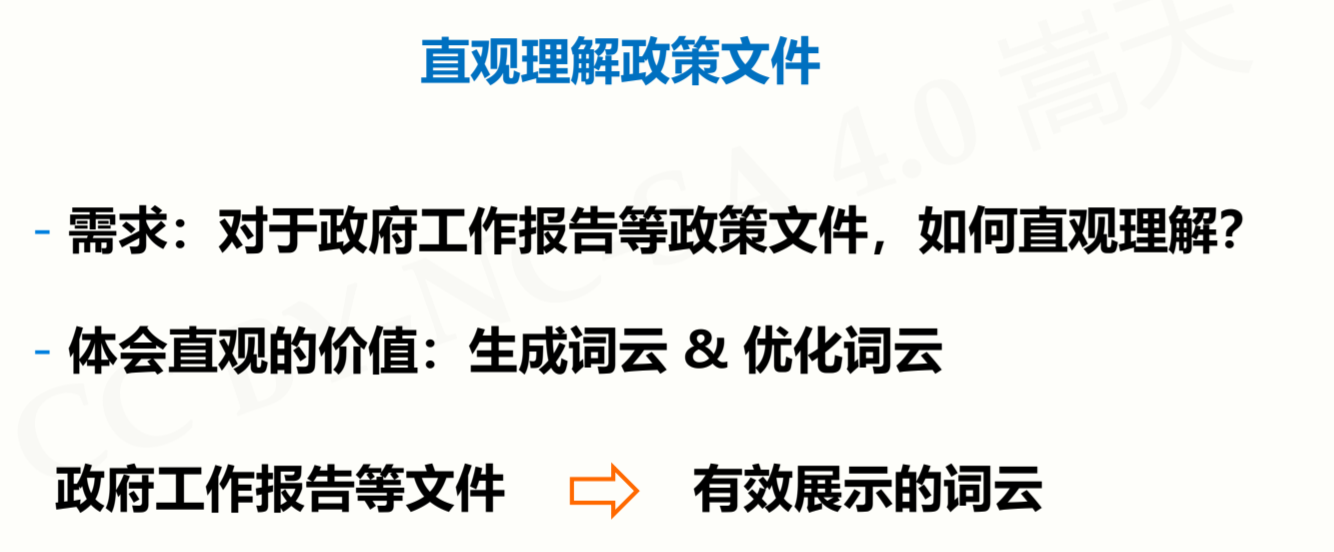 直观理解政策文件
- 需求：对于政府工作报告等政策文件，如何直观理解？
- 体会直观的价值：生成词云 & 优化词云
政府工作报告等文件 有效展示的词云
CC BY-NC-SA 4.0 嵩天